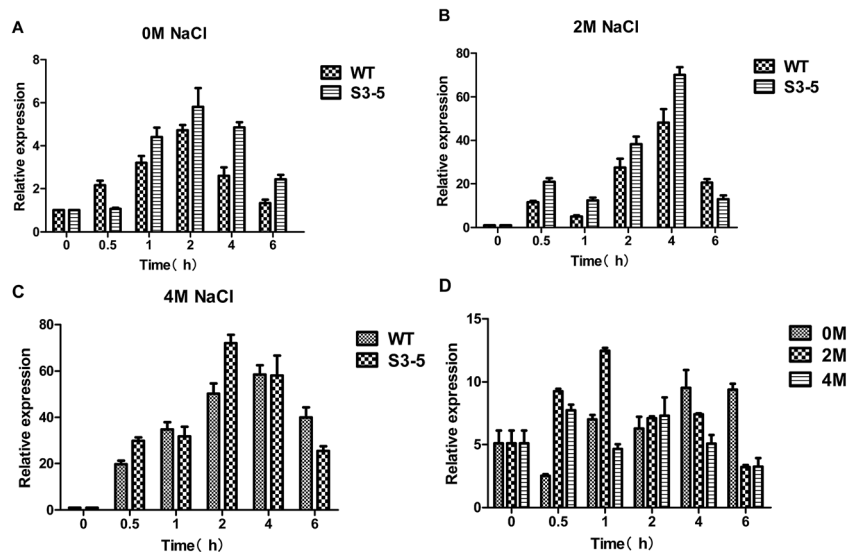 A
0M NaCl
WT
S3-5
Relative expression
8
6
4
2
0
0 0.5 1 2 4 6
Time( h)
B
2M NaCl
WT
S3-5
Relative expression
80
60
40
20
0
0 0.5 1 2 4 6
Time( h)
C
4M NaCl
WT
S3-5
Relative expression
80
60
40
20
0
0 0.5 1 2 4 6
Time( h)
D
0M
2M
4M
Relative expression
15
10
5
0
0 0.5 1 2 4 6
Time( h)